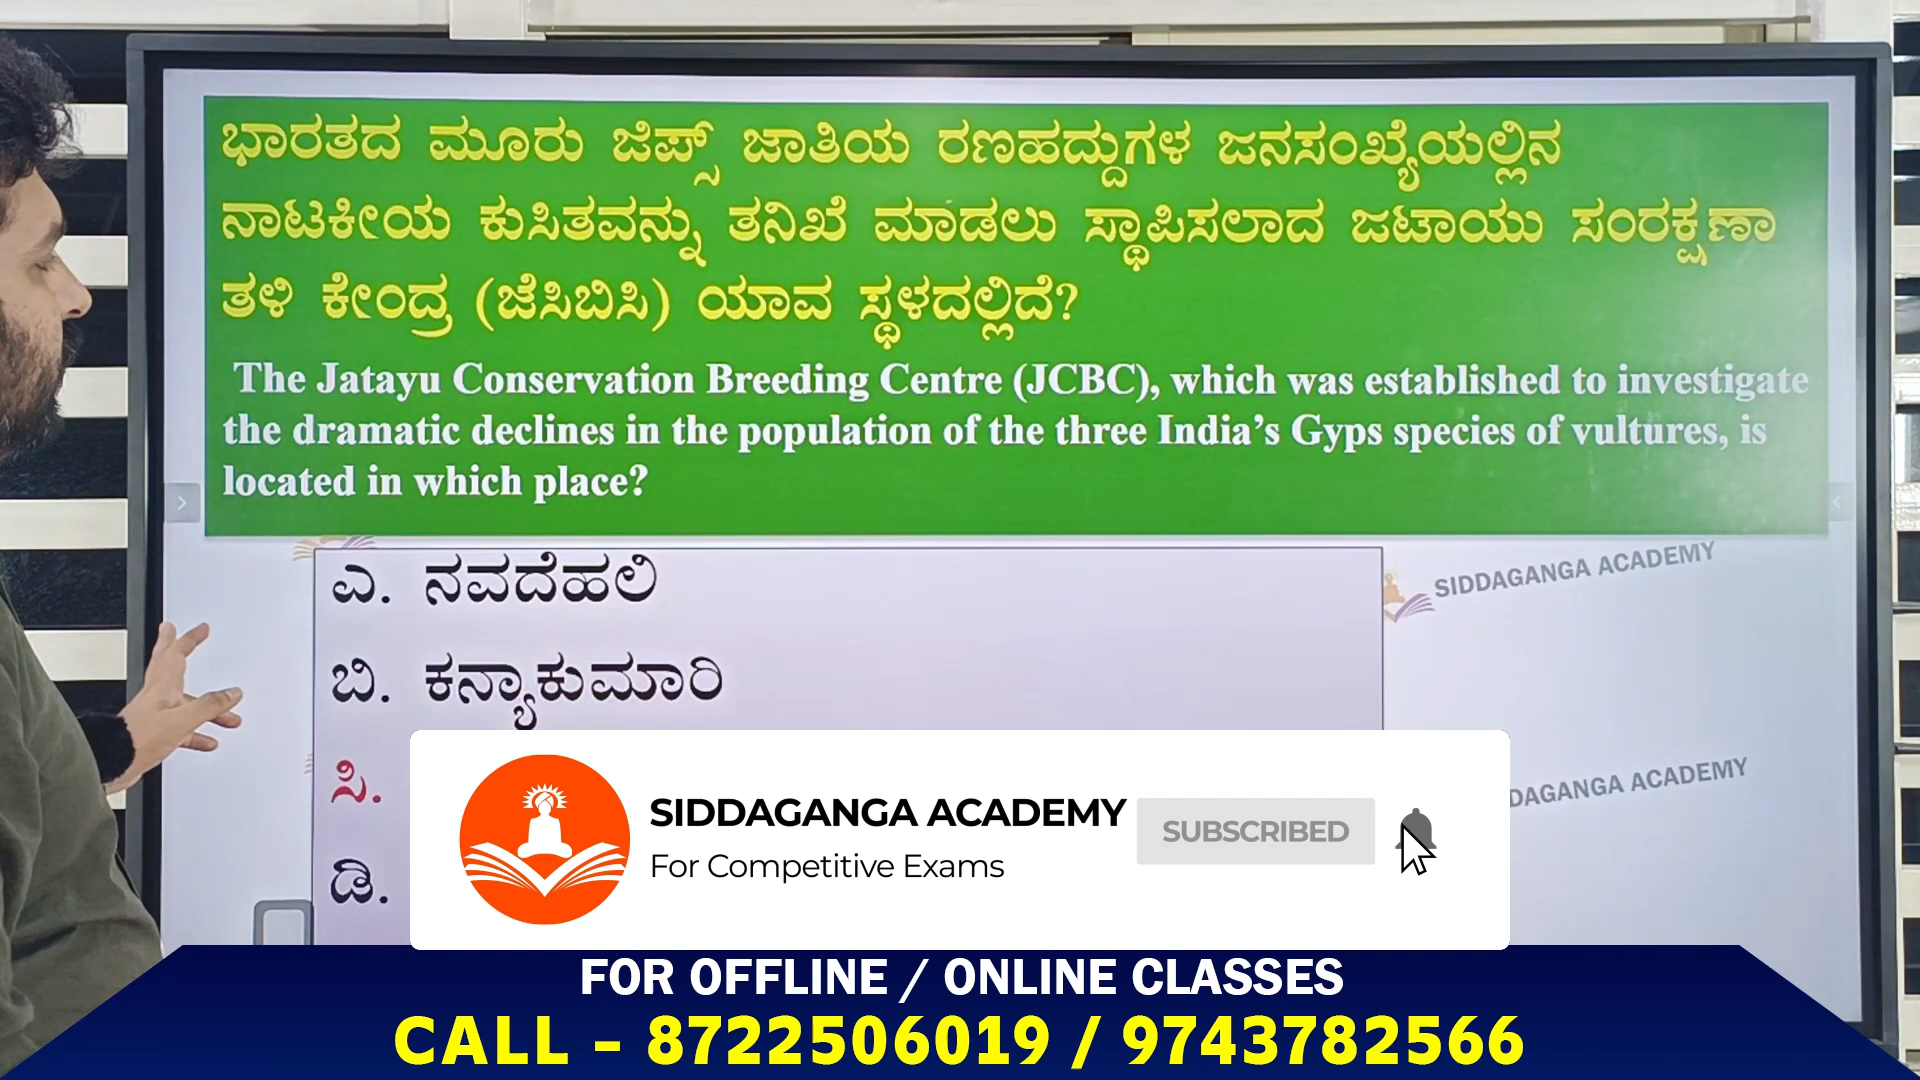 ಭಾರತದ ಮೂರು ಜಿಪ್ಸ್ ಜಾತಿಯ ರಣಹದ್ದುಗಳ ಜನಸಂಖ್ಯೆಯಲ್ಲಿನ
ನಾಟಕೀಯ ಕುಸಿತವನ್ನು ತನಿಖೆ ಮಾಡಲು ಸ್ಥಾಪಿಸಲಾದ ಜಟಾಯು ಸಂರಕ್ಷಣಾ
ತಳಿ ಕೇಂದ್ರ (ಜೆಸಿಬಿಸಿ) ಯಾವ ಸ್ಥಳದಲ್ಲಿದೆ?
The Jatayu Conservation Breeding Centre (JCBC), which was established to investigate
the dramatic declines in the population of the three India's Gyps species of vultures, is
located in which place?
ಎ. ನವದೆಹಲಿ
SIDDAGANGA ACADEMY
ಬಿ. ಕನ್ಯಾಕುಮಾರಿ
ಸಿ.
DAGANGA ACADEMY
ಡಿ.
SIDDAGANGA ACADEMY
For Competitive Exams
SUBSCRIBED
FOR OFFLINE / ONLINE CLASSES
CALL - 8722506019 / 9743782566